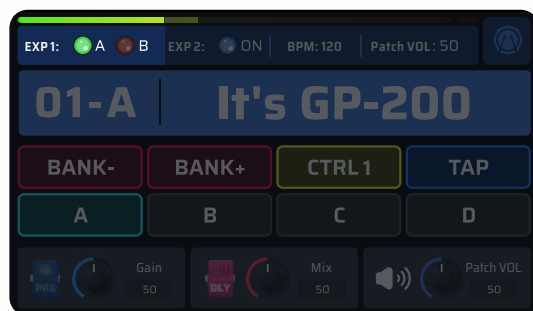 EXP 1: A B EXP 2: ON BPM: 120 Patch VOL: 50
01-A It's GP-200
BANK- BANK+ CTRL 1 TAP
A B C D
Gain Mix Patch VOL
PRE 50 DLY 50 50